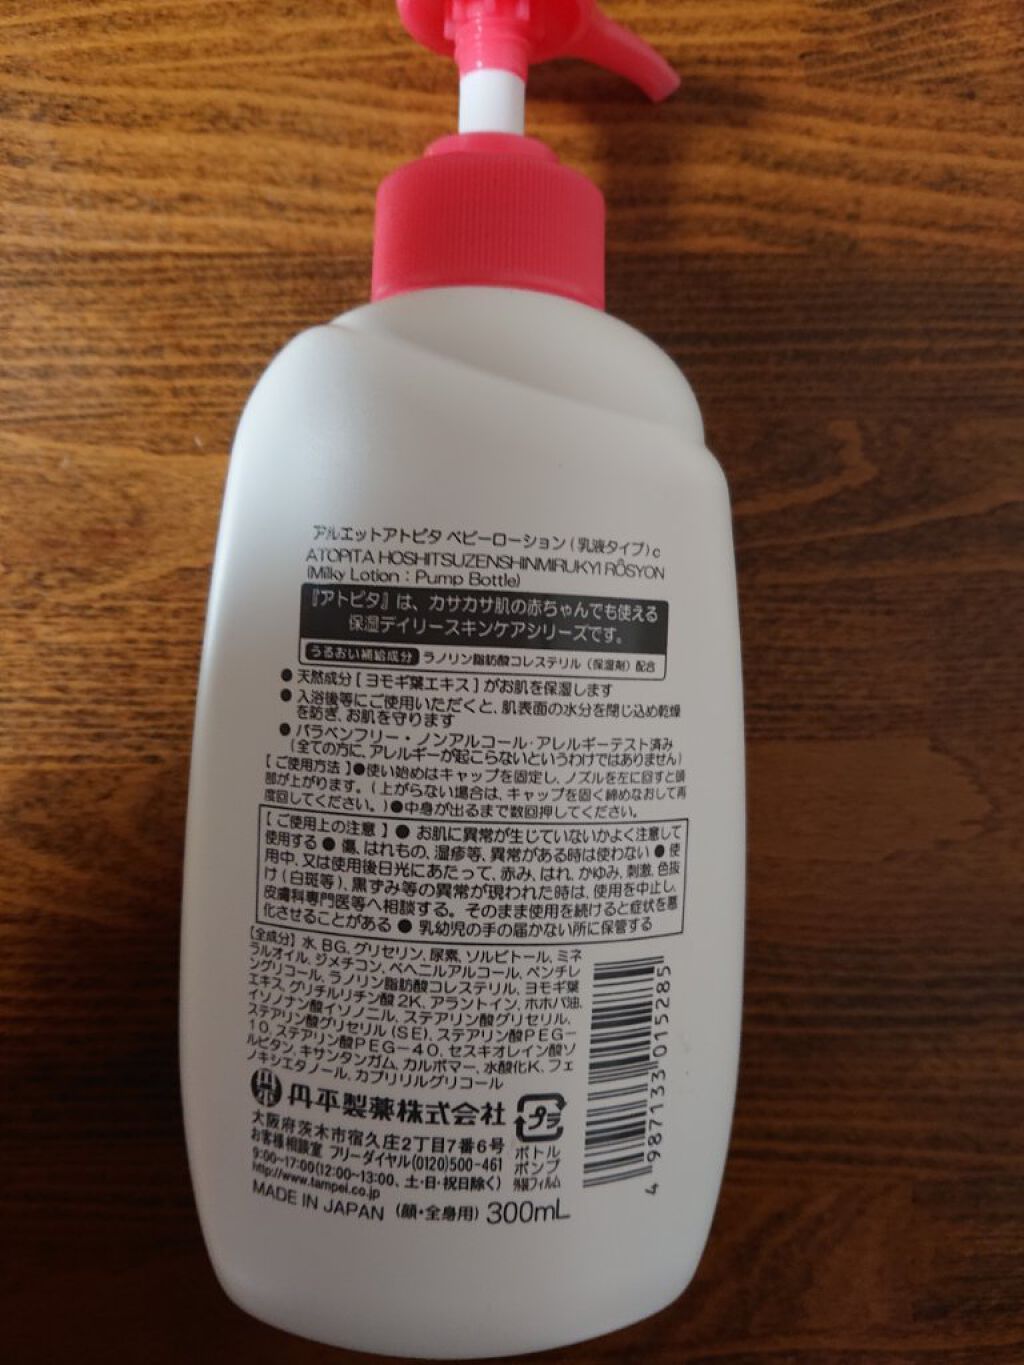 アルエットアトピタ ベビーローション(乳液タイプ)c
ATOPITA HOSHITSUZENSHINMIRUKYI RŌSYON
(Milky Lotion : Pump Bottle)
『アトピタ』は、カサカサ肌の赤ちゃんでも使える
保湿デイリースキンケアシリーズです。
うるおい補給成分 ラノリン脂肪酸コレステリル（保湿剤）配合
●天然成分[ヨモギ葉エキス]がお肌を保湿します
●入浴後等にご使用いただくと、肌表面の水分を閉じ込め乾燥
を防ぎ、お肌を守ります
●パラベンフリー・ノンアルコール・アレルギーテスト済み
(全ての方に、アレルギーが起こらないというわけではありません)
【ご使用方法】●使い始めはキャップを固定し、ノズルを左に回すと頭
部が上がります。(上がらない場合は、キャップを固く締めなおして再
度回してください。)●中身が出るまで数回押してください。
【ご使用上の注意】● お肌に異常が生じていないかよく注意して
使用する ● 傷、はれもの、湿疹等、異常がある時は使わない ● 使
用中、又は使用後日光にあたって、赤み、はれ、かゆみ、刺激、色抜
け(白斑等)、黒ずみ等の異常が現われた時は、使用を中止し、
皮膚科専門医等へ相談する。そのまま使用を続けると症状を悪
化させることがある ● 乳幼児の手の届かない所に保管する
【全成分】水、BG、グリセリン、尿素、ソルビトール、ミネ
ラルオイル、ジメチコン、ベヘニルアルコール、ペンチレ
ングリコール、ラノリン脂肪酸コレステリル、ヨモギ葉
エキス、グリチルリチン酸2K、アラントイン、ホホバ油、
イソノナン酸イソノニル、ステアリン酸グリセリル、
ステアリン酸グリセリル(SE)、ステアリン酸PEG-
10、ステアリン酸PEG-40、セスキオレイン酸ソ
ルビタン、キサンタンガム、カルボマー、水酸化K、フェ
ノキシエタノール、カプリリルグリコール
丹平製薬株式会社
大阪府茨木市宿久庄2丁目7番6号
お客様相談室 フリーダイヤル(0120)500-461
9:00~17:00(12:00~13:00、土・日・祝日除く)
http://www.tampei.co.jp
MADE IN JAPAN (顔・全身用) 300mL
プラ
ボトル
ポンプ
外装フィルム
4 987133 015285